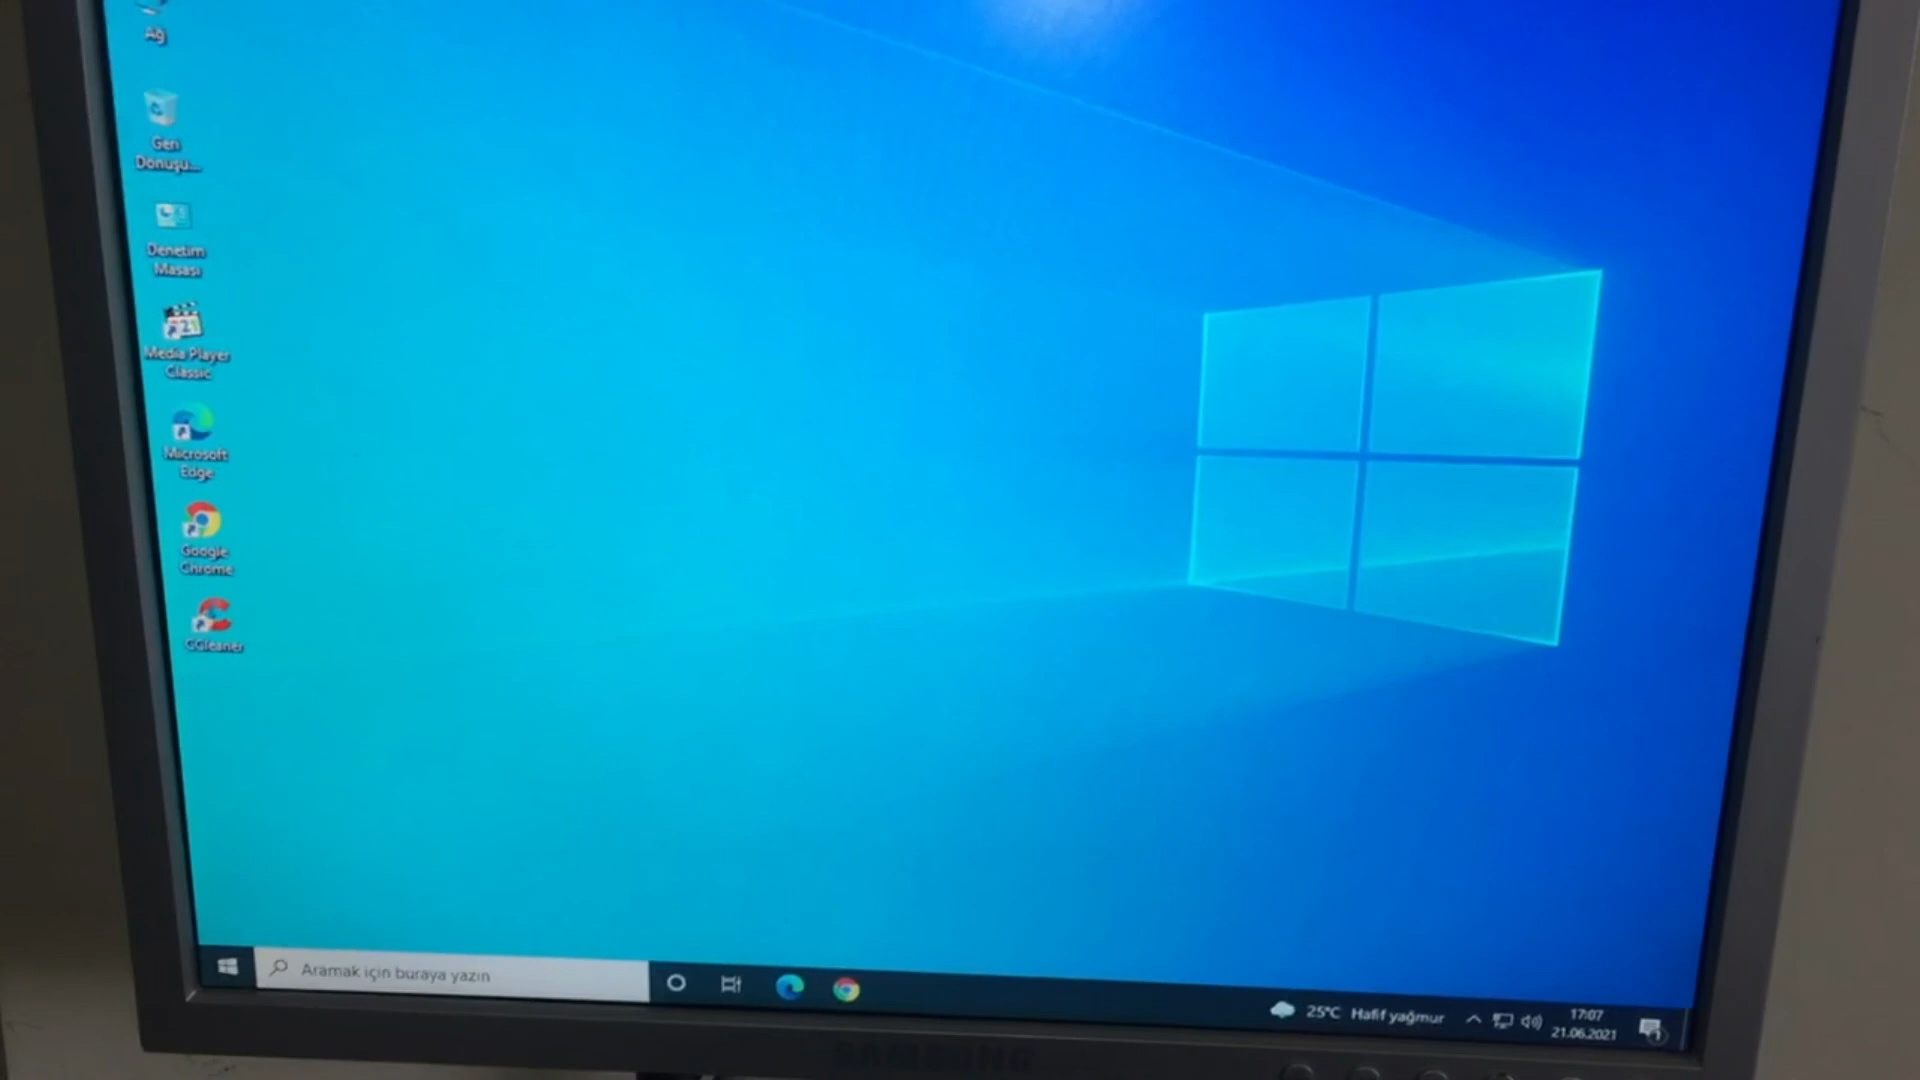 Ağ
Geri
Dönüşü...
Denetim
Masası
Media Player
Classic
Microsoft
Edge
Google
Chrome
CCleaner
Aramak için buraya yazın
25°C Hafif yağmur
17:07
21.06.2021
1
SAMSUNG